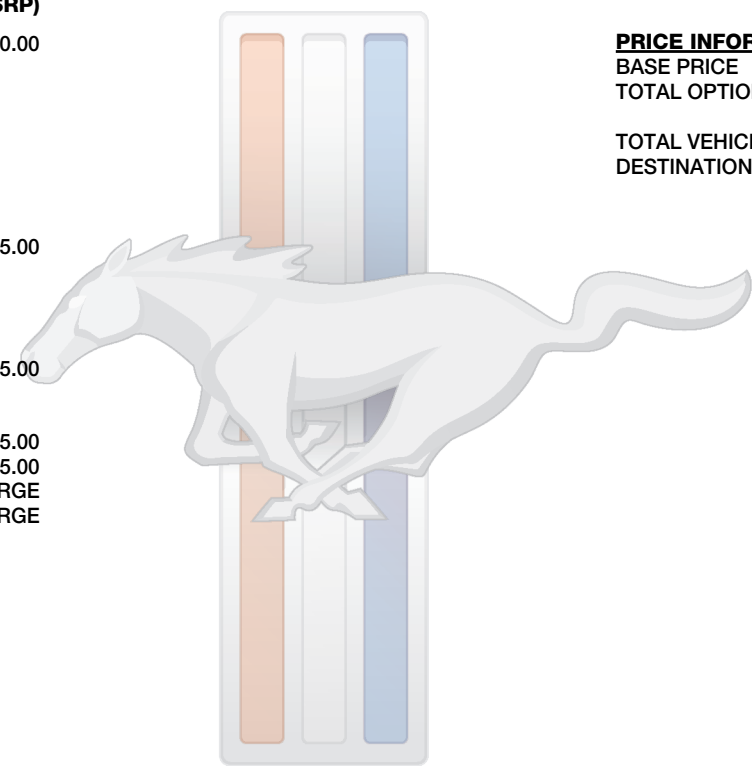 SRP)
0.00
5.00
5.00
5.00
5.00
RGE
RGE
PRICE INFOR
BASE PRICE
TOTAL OPTIO
TOTAL VEHIC
DESTINATION